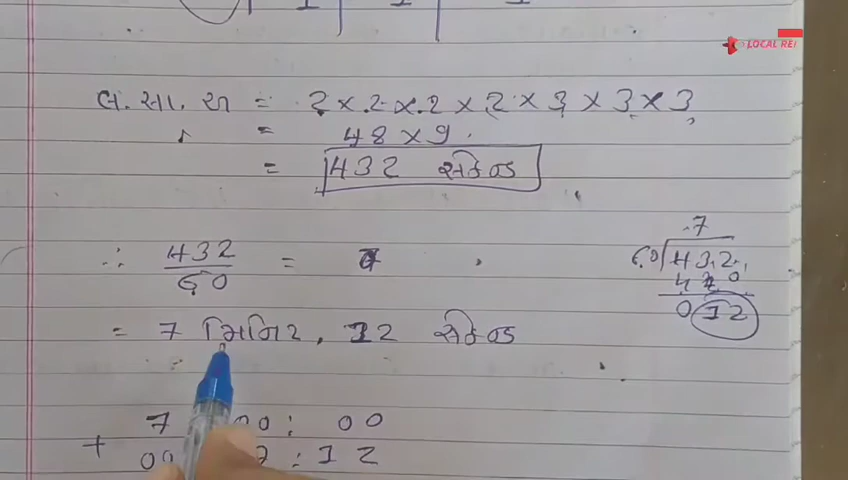 LOCAL REI
લ. સા. અ = 2 × 2 × 2 × 2 × 3 × 3 × 3
= 48 × 9
= 432 સેકન્ડ
∴ 432/60 = 7
7
60) 432
420
012
= 7 મિનિટ, 12 સેકન્ડ
7 : 00 : 00
+ 00 : 12